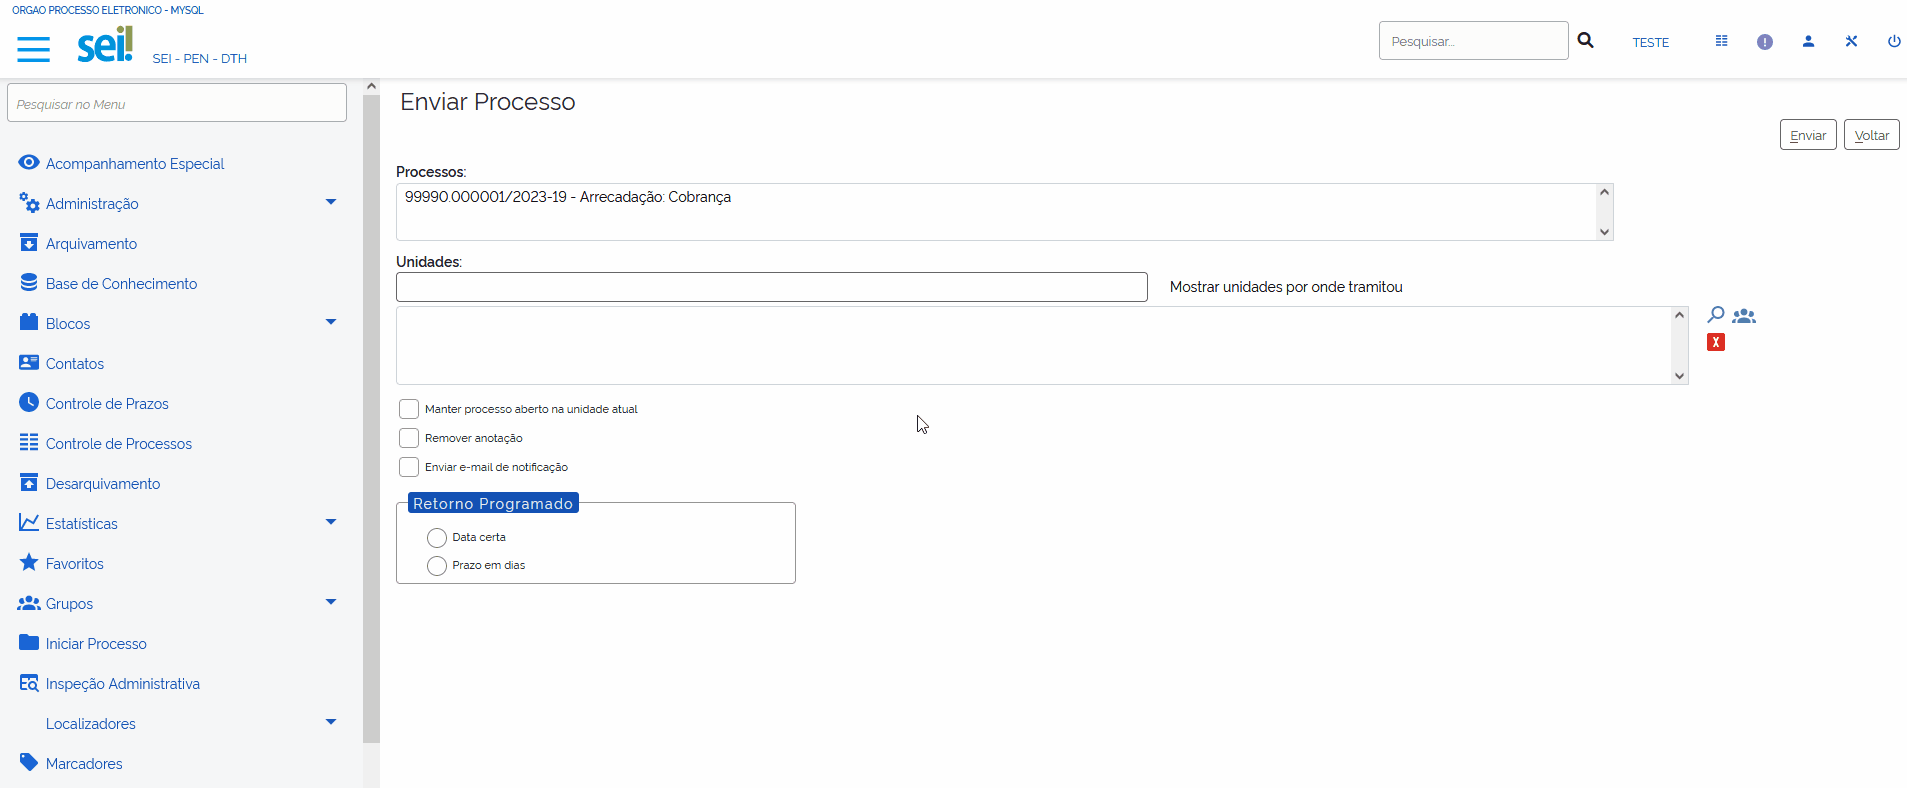 ORGAO PROCESSO ELETRONICO - MYSQL
sei!
SEI - PEN - DTH
Pesquisar...
TESTE
Pesquisar no Menu
Acompanhamento Especial
Administração
Arquivamento
Base de Conhecimento
Blocos
Contatos
Controle de Prazos
Controle de Processos
Desarquivamento
Estatísticas
Favoritos
Grupos
Iniciar Processo
Inspeção Administrativa
Localizadores
Marcadores
Enviar Processo
Enviar
Voltar
Processos:
99990.000001/2023-19 - Arrecadação: Cobrança
Unidades:
Mostrar unidades por onde tramitou
X
Manter processo aberto na unidade atual
Remover anotação
Enviar e-mail de notificação
Retorno Programado
Data certa
Prazo em dias